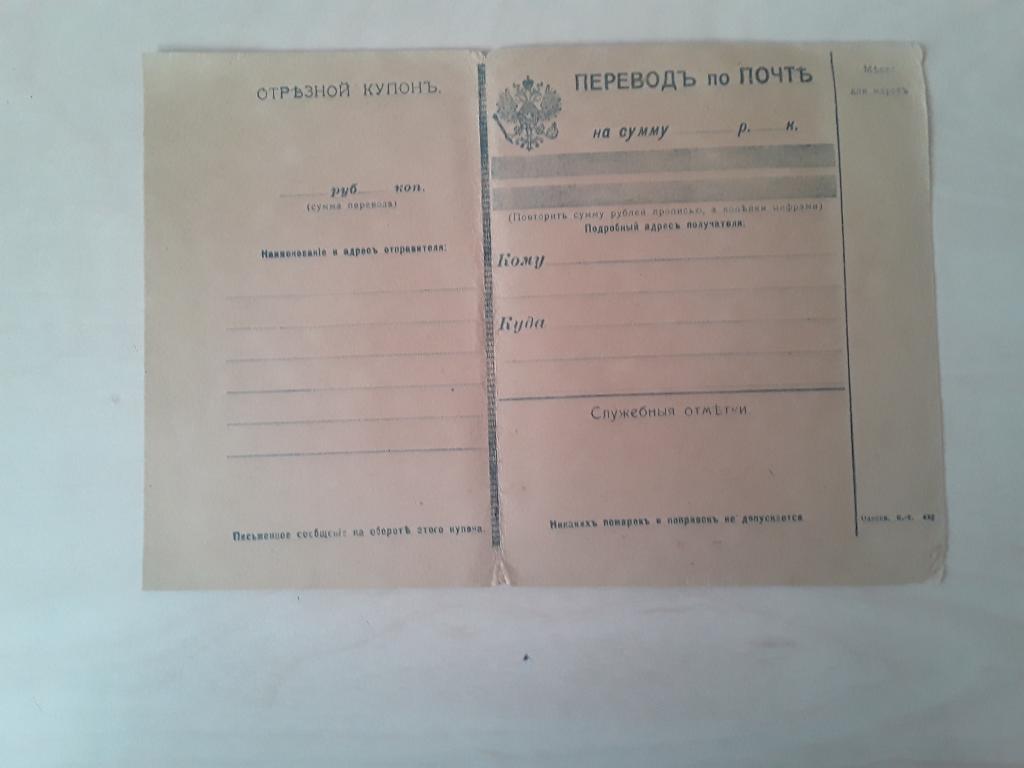 ОТРѢЗНОЙ КУПОНЪ.
руб коп.
(сумма перевода)
Наименованіе и адресъ отправителя:
Письменное сообщеніе на оборотѣ этого купона.
ПЕРЕВОДЪ по ПОЧТѢ
на сумму р. к.
(Повторить сумму рублей прописью, а копѣйки цифрами)
Подробный адресъ получателя:
Кому
Куда
Служебныя отмѣтки.
Никакихъ помарокъ и поправокъ не допускается
Мѣсто
для марокъ